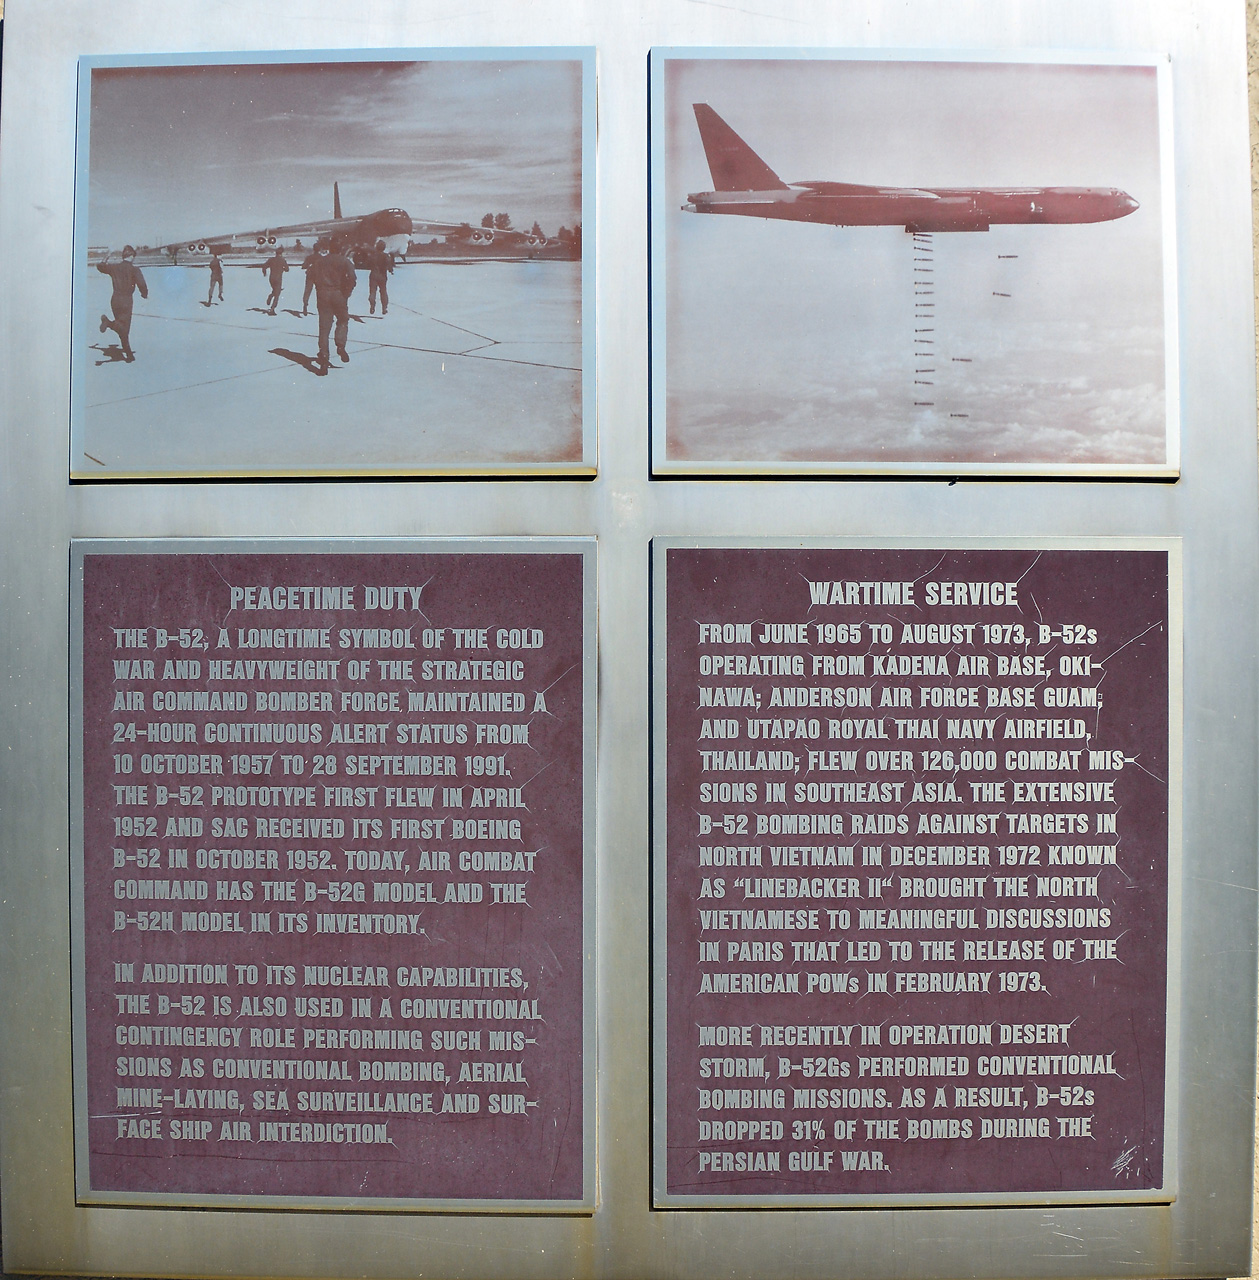 PEACETIME DUTY
THE B-52, A LONGTIME SYMBOL OF THE COLD
WAR AND HEAVYWEIGHT OF THE STRATEGIC
AIR COMMAND BOMBER FORCE MAINTAINED A
24-HOUR CONTINUOUS ALERT STATUS FROM
10 OCTOBER 1957 TO 28 SEPTEMBER 1991.
THE B-52 PROTOTYPE FIRST FLEW IN APRIL
1952 AND SAC RECEIVED ITS FIRST BOEING
B-52 IN OCTOBER 1952. TODAY, AIR COMBAT
COMMAND HAS THE B-52G MODEL AND THE
B-52H MODEL IN ITS INVENTORY.
IN ADDITION TO ITS NUCLEAR CAPABILITIES,
THE B-52 IS ALSO USED IN A CONVENTIONAL
CONTINGENCY ROLE PERFORMING SUCH MIS-
SIONS AS CONVENTIONAL BOMBING, AERIAL
MINE-LAYING, SEA SURVEILLANCE AND SUR-
FACE SHIP AIR INTERDICTION.
WARTIME SERVICE
FROM JUNE 1965 TO AUGUST 1973, B-52s
OPERATING FROM KADENA AIR BASE, OKI-
NAWA; ANDERSON AIR FORCE BASE GUAM;
AND UTAPAO ROYAL THAI NAVY AIRFIELD,
THAILAND; FLEW OVER 126,000 COMBAT MIS-
SIONS IN SOUTHEAST ASIA. THE EXTENSIVE
B-52 BOMBING RAIDS AGAINST TARGETS IN
NORTH VIETNAM IN DECEMBER 1972 KNOWN
AS “LINEBACKER II“ BROUGHT THE NORTH
VIETNAMESE TO MEANINGFUL DISCUSSIONS
IN PARIS THAT LED TO THE RELEASE OF THE
AMERICAN POWs IN FEBRUARY 1973.
MORE RECENTLY IN OPERATION DESERT
STORM, B-52Gs PERFORMED CONVENTIONAL
BOMBING MISSIONS. AS A RESULT, B-52s
DROPPED 31% OF THE BOMBS DURING THE
PERSIAN GULF WAR.